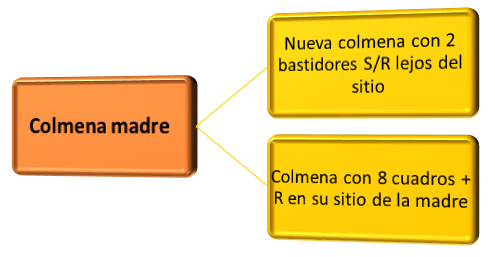 Colmena madre
Nueva colmena con 2
bastidores S/R lejos del
sitio
Colmena con 8 cuadros +
R en su sitio de la madre